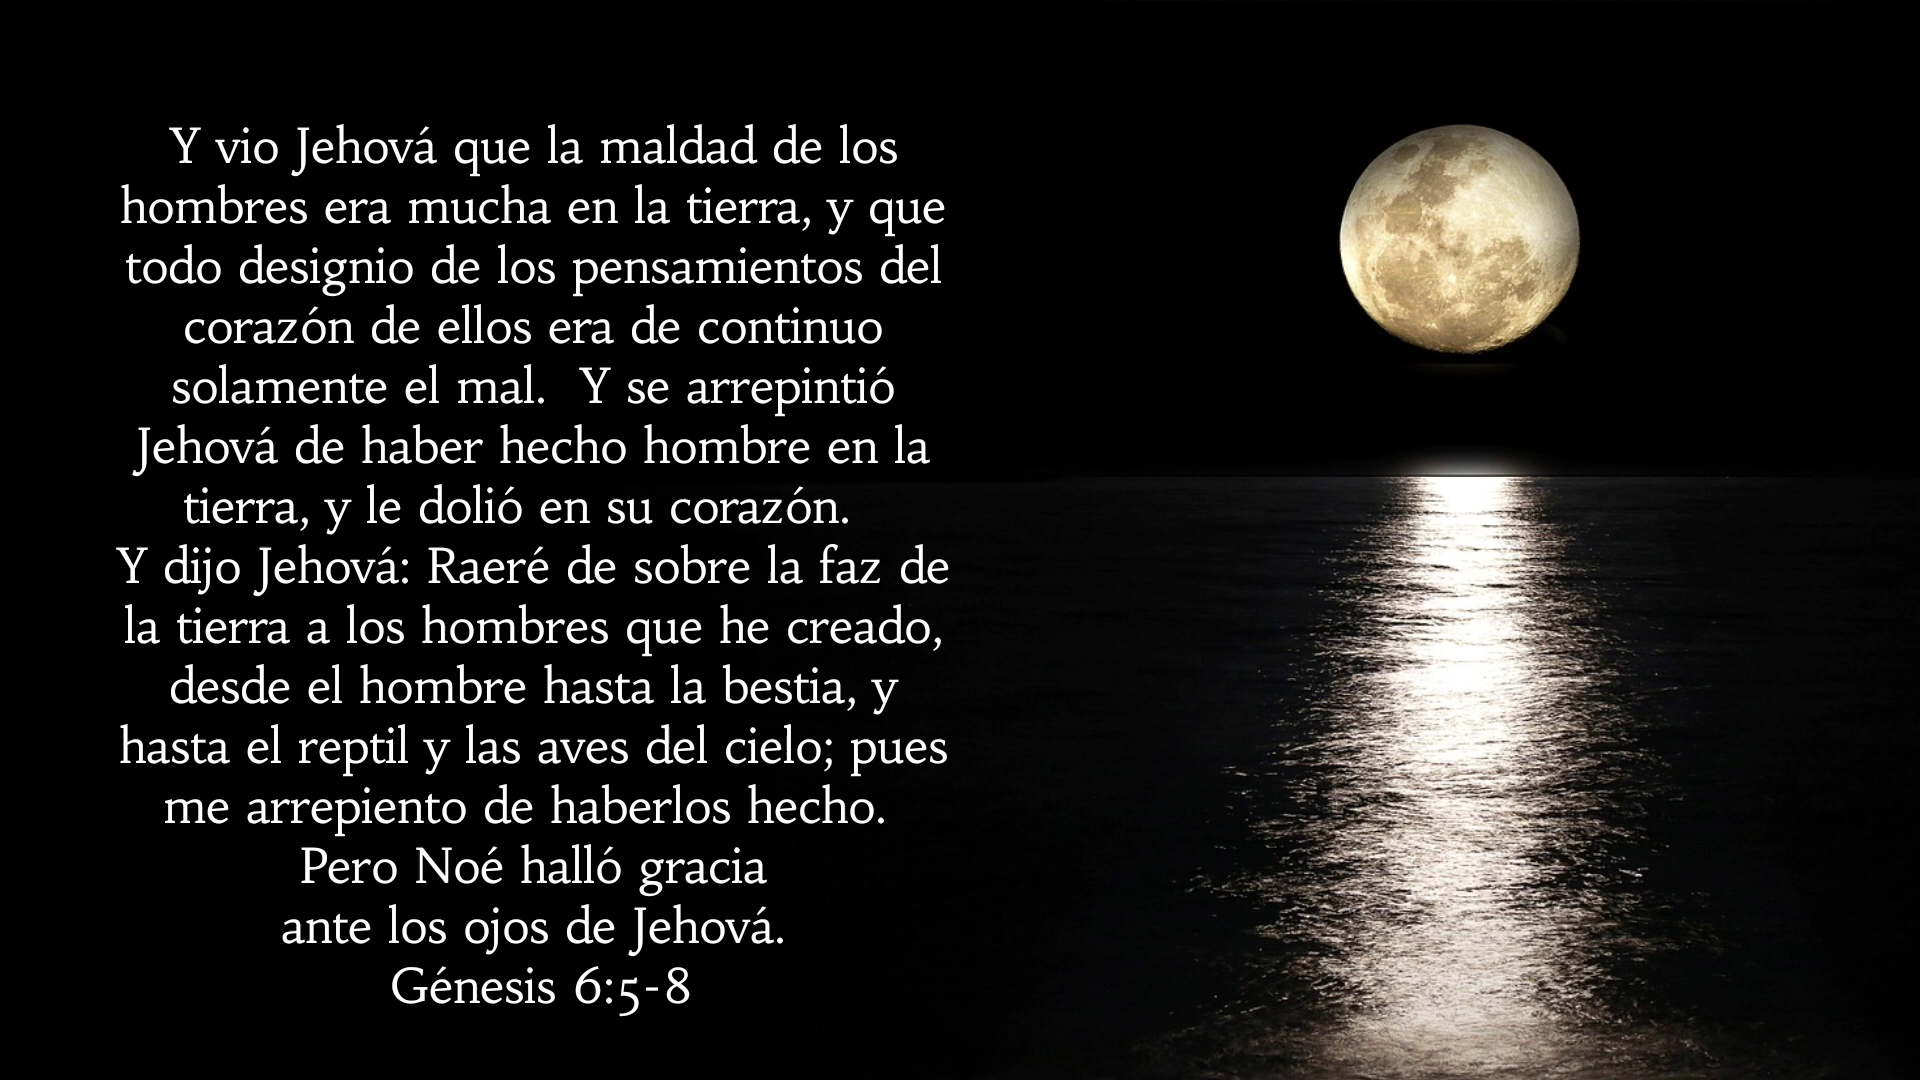 Y vio Jehová que la maldad de los
hombres era mucha en la tierra, y que
todo designio de los pensamientos del
corazón de ellos era de continuo
solamente el mal.  Y se arrepintió
Jehová de haber hecho hombre en la
tierra, y le dolió en su corazón.
Y dijo Jehová: Raeré de sobre la faz de
la tierra a los hombres que he creado,
desde el hombre hasta la bestia, y
hasta el reptil y las aves del cielo; pues
me arrepiento de haberlos hecho.
Pero Noé halló gracia
ante los ojos de Jehová.
Génesis 6:5-8